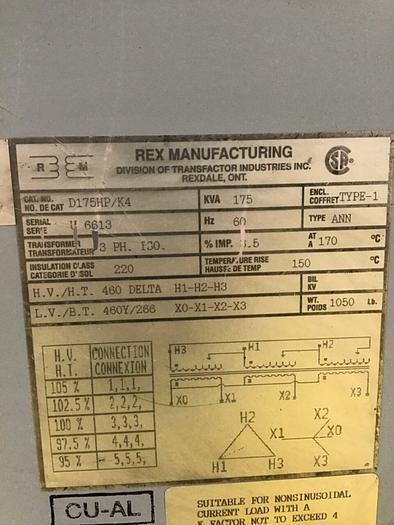 R M
REX MANUFACTURING
DIVISION OF TRANSFACTOR INDUSTRIES INC.
REXDALE, ONT.
CAT. NO.
NO. DE CAT D175HP/K4
KVA 175
ENCL.
COFFRET TYPE-1
SERIAL
SERIE U 6613
Hz 60
TYPE ANN
TRANSFORMER
TRANSFORMATEUR 3 PH. ISO.
% IMP. .5
AT
A 170 °C
INSULATION CLASS
CATEGORIE D'ISOL 220
TEMPERATURE RISE
HAUSSE DE TEMP 150 °C
H.V./H.T. 460 DELTA H1-H2-H3
BIL
KV
L.V./B.T. 460Y/266 X0-X1-X2-X3
WT.
POIDS 1050 Lb.
H.V. CONNECTION
H.T. CONNEXION
105 % 1,1,1,
102.5 % 2,2,2,
100 % 3,3,3,
97.5 % 4,4,4,
95 % 5,5,5,
H3 H1 H2
X0 X1 X2 X3
H2 X2
X1 X0
H1 H3 X3
CU-AL
SUITABLE FOR NONSINUSOIDAL
CURRENT LOAD WITH A
K-FACTOR NOT TO EXCEED 4